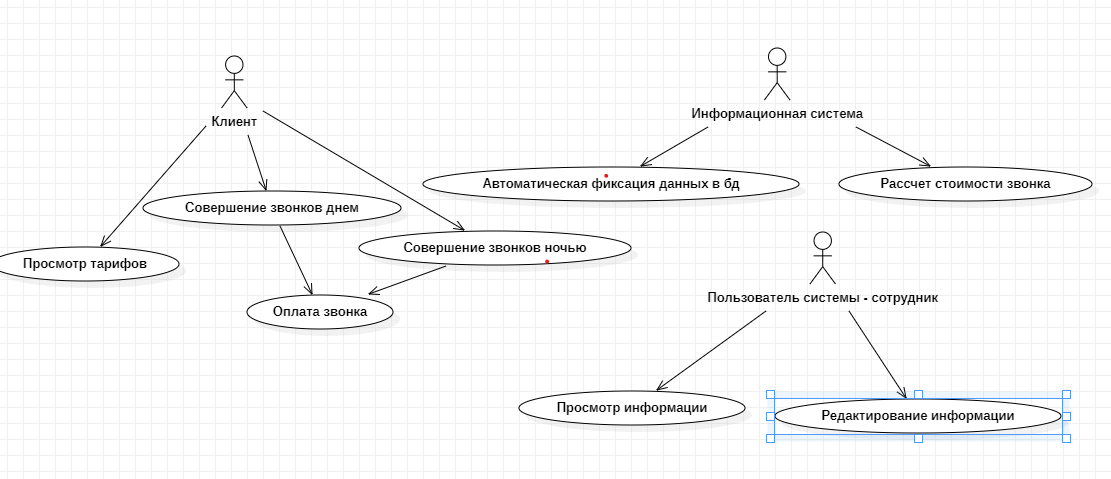 Клиент
Информационная система
Автоматическая фиксация данных в бд
Рассчет стоимости звонка
Совершение звонков днем
Совершение звонков ночью
Просмотр тарифов
Оплата звонка
Пользователь системы - сотрудник
Просмотр информации
Редактирование информации